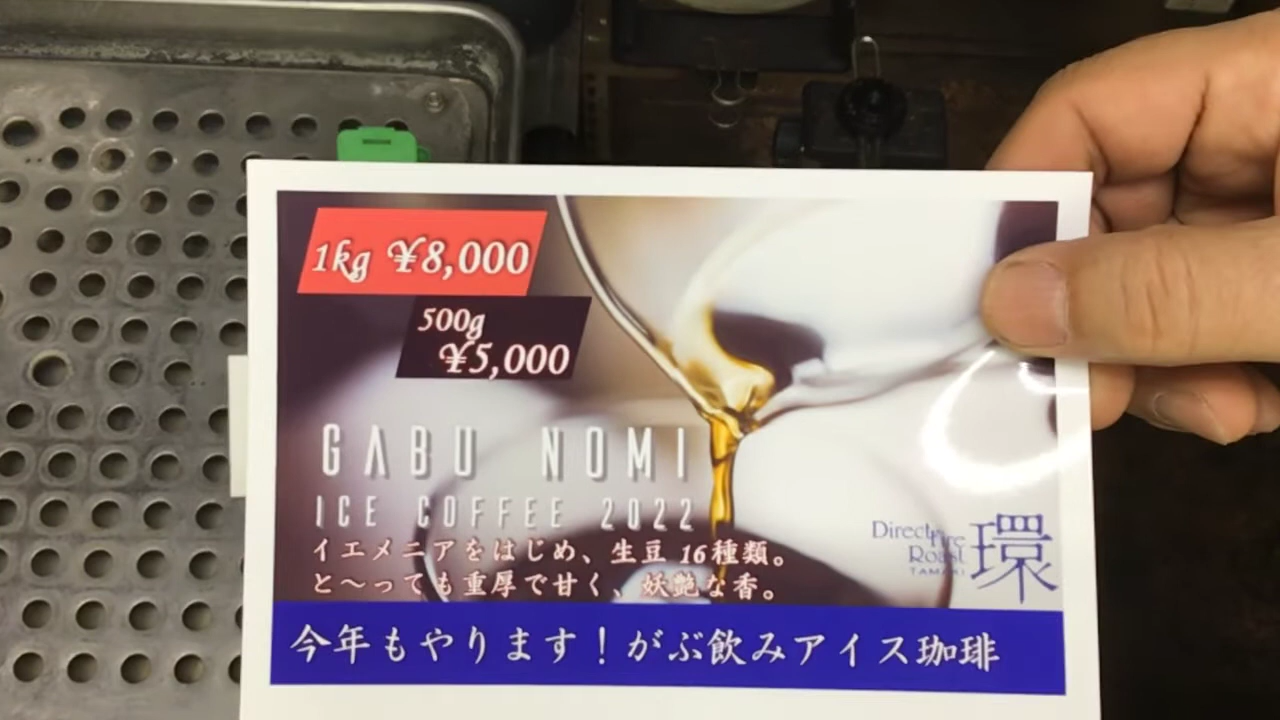 1kg ¥8,000
500g
¥5,000
GABU NOMI
ICE COFFEE 2022
イエメニアをはじめ、生豆16種類。
と〜っても重厚で甘く、妖艶な香。
Direct Fire
Roast
TAMAKI
環
今年もやります！がぶ飲みアイス珈琲